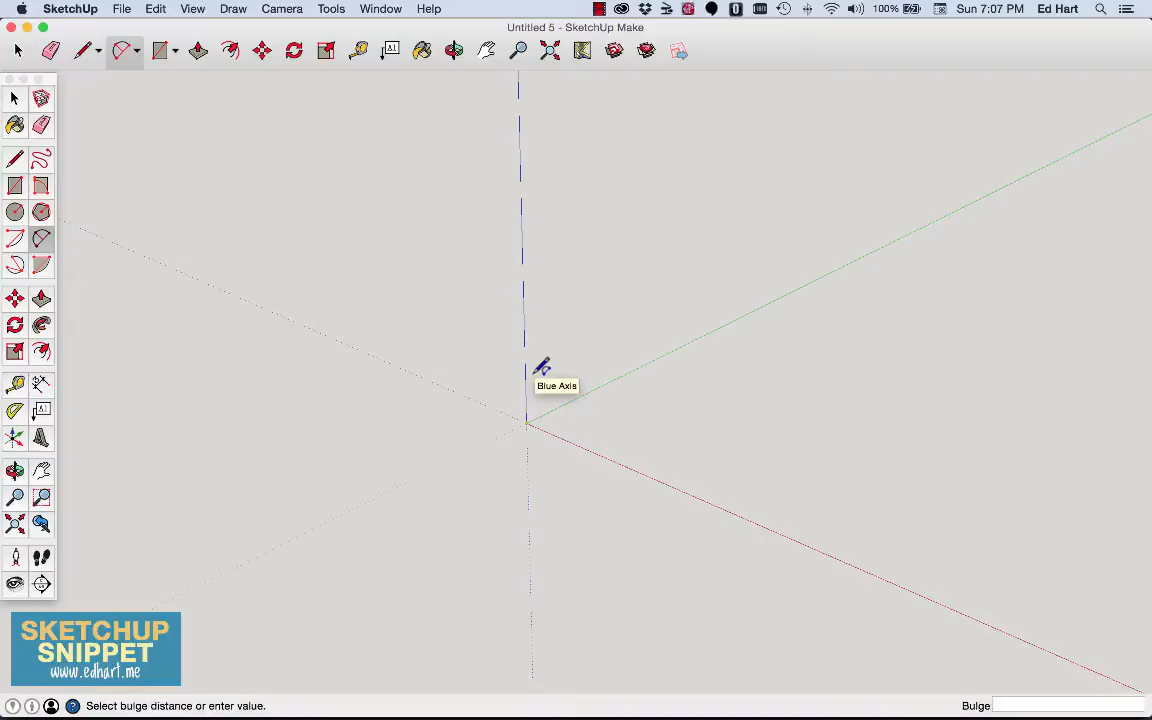 SketchUp File Edit View Draw Camera Tools Window Help 100% Sun 7:07 PM Ed Hart
Untitled 5 - SketchUp Make
Blue Axis
SKETCHUP
SNIPPET
www.edhart.me
Select bulge distance or enter value.
Bulge